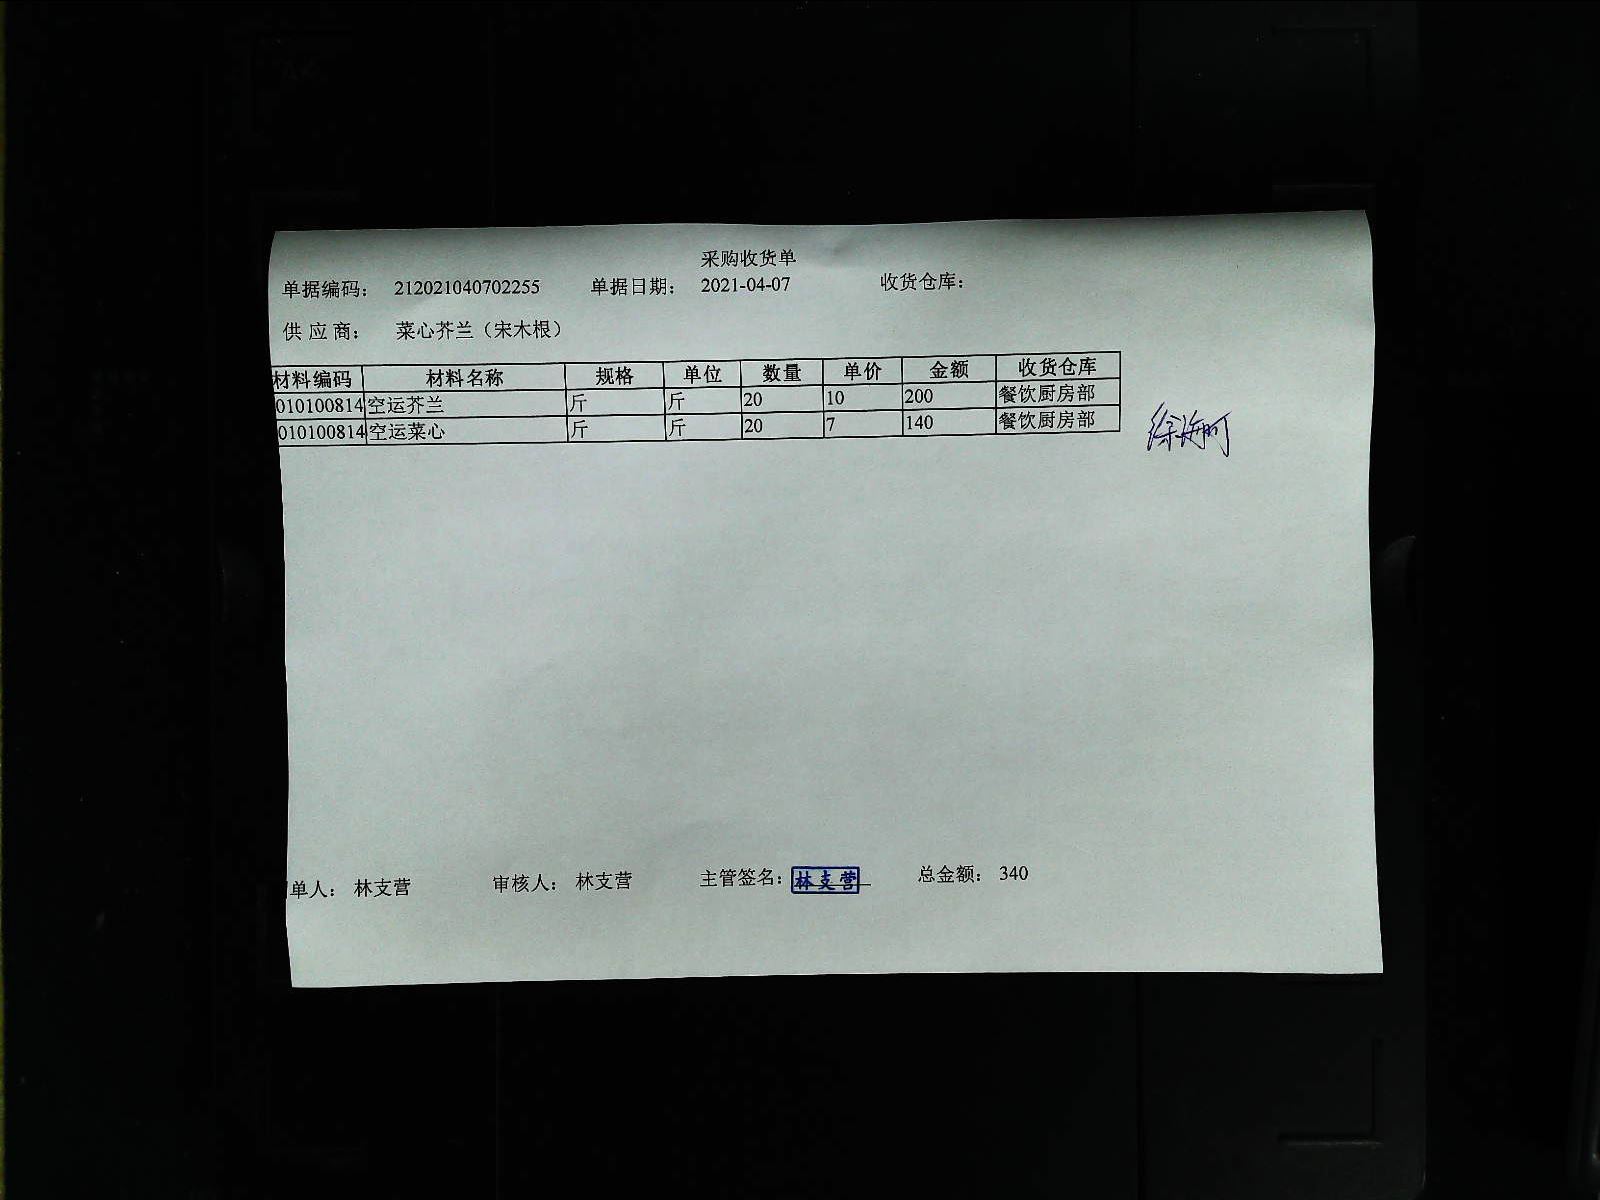 采购收货单
单据编码： 212021040702255 单据日期： 2021-04-07 收货仓库：
供应商： 菜心芥兰（宋木根）
材料编码 材料名称 规格 单位 数量 单价 金额 收货仓库
010100814 空运芥兰 斤 斤 20 10 200 餐饮厨房部
010100814 空运菜心 斤 斤 20 7 140 餐饮厨房部
单人： 林支营 审核人： 林支营 主管签名： 林支营 总金额： 340